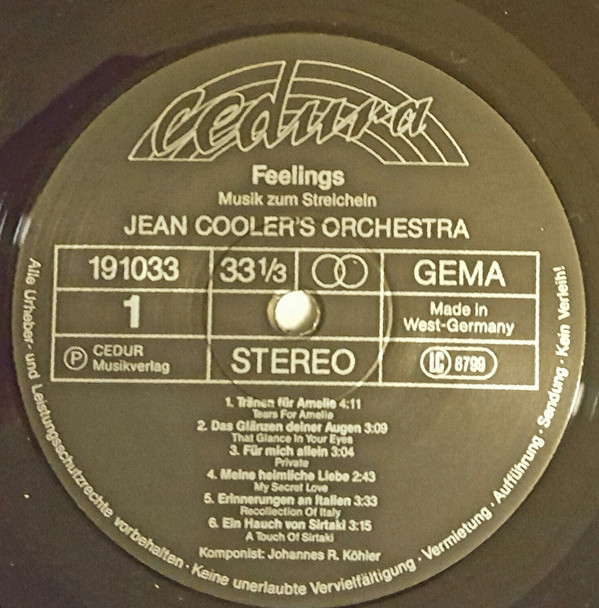 cedura
Feelings
Musik zum Streicheln
JEAN COOLER'S ORCHESTRA
191033
33 1/3
GEMA
1
Made in
West-Germany
Ⓟ CEDUR
Musikverlag
STEREO
LC 8799
1. Tränen für Amelie 4:11
Tears For Amelie
2. Das Glänzen deiner Augen 3:09
That Glance In Your Eyes
3. Für mich allein 3:04
Private
4. Meine heimliche Liebe 2:43
My Secret Love
5. Erinnerungen an Italien 3:33
Recollection Of Italy
6. Ein Hauch von Sirtaki 3:15
A Touch Of Sirtaki
Komponist: Johannes R. Köhler
Alle Urheber- und Leistungsschutzrechte vorbehalten · Keine unerlaubte Vervielfältigung · Vermietung · Aufführung · Sendung · Kein Verleih!